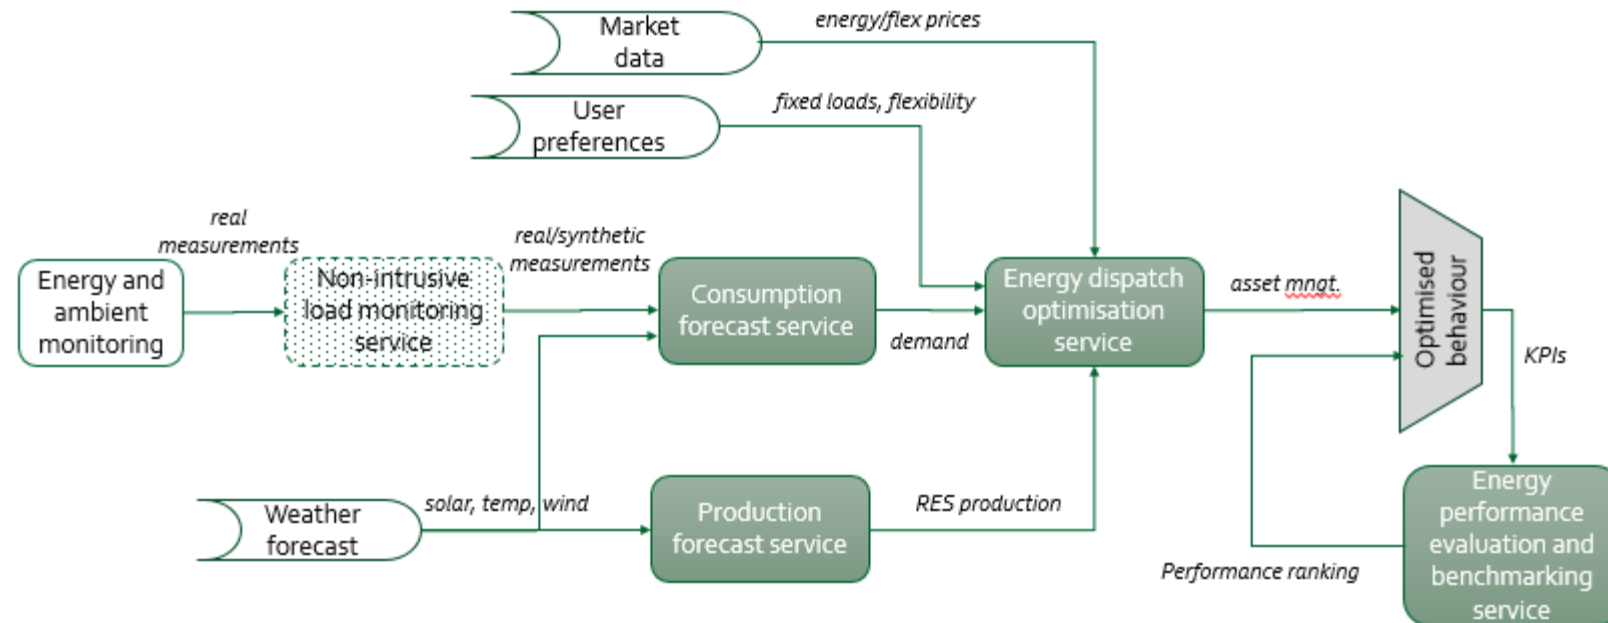 Market
data
energy/flex prices
User
preferences
fixed loads, flexibility
real
measurements
real/synthetic
measurements
Energy and
ambient
monitoring
Non-intrusive
load monitoring
service
Consumption
forecast service
demand
Energy dispatch
optimisation
service
asset mngt.
Optimised
behaviour
KPIs
Weather
forecast
solar, temp, wind
Production
forecast service
RES production
Performance ranking
Energy
performance
evaluation and
benchmarking
service